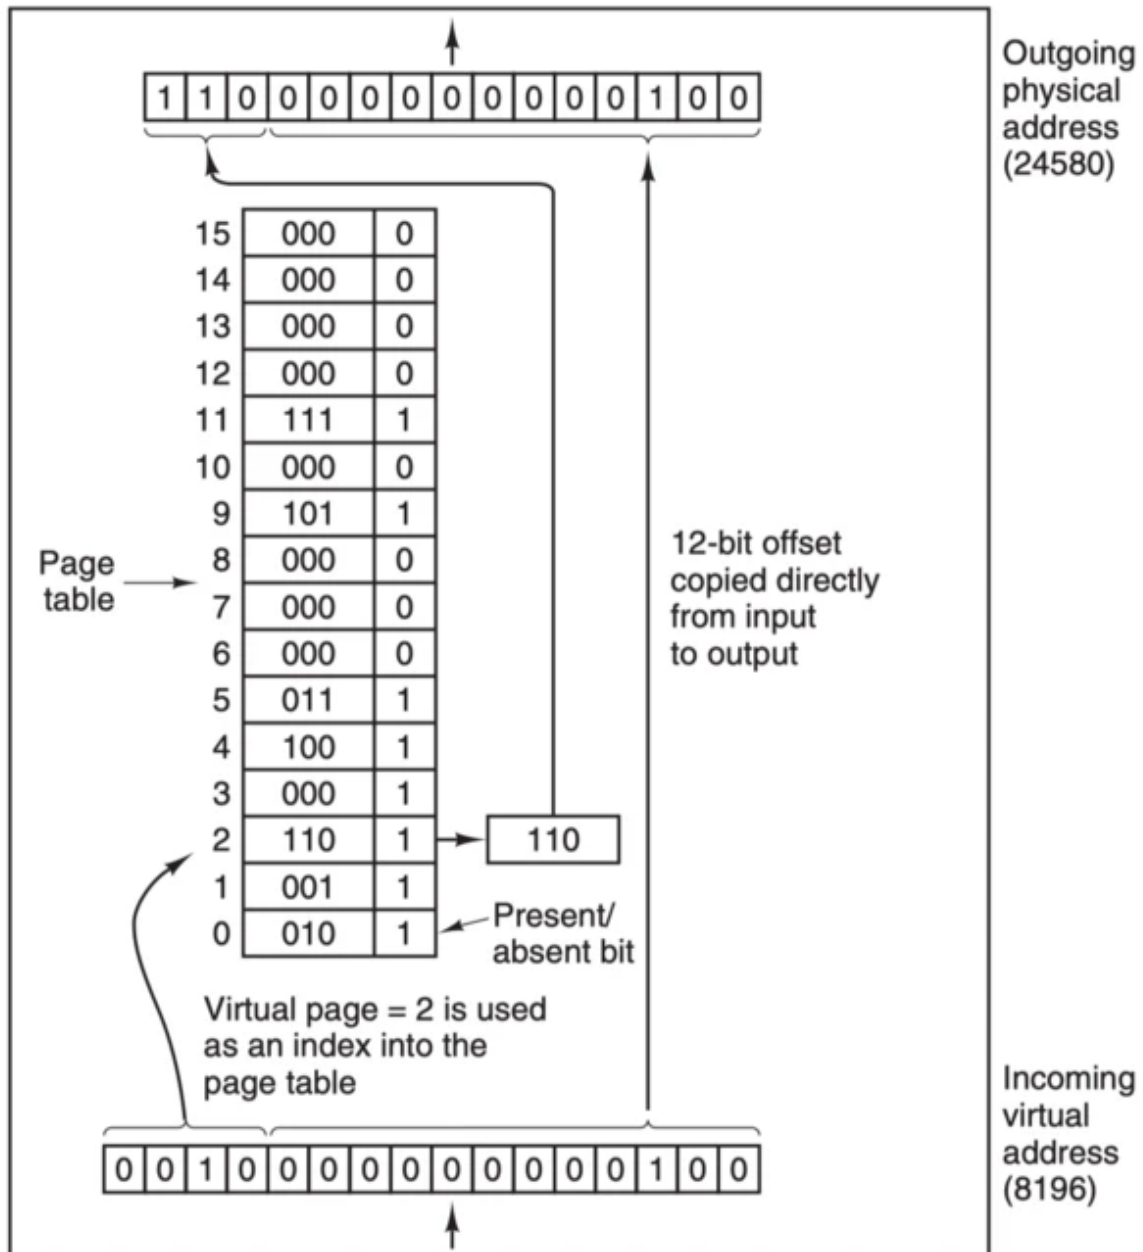 Outgoing
physical
address
(24580)
1 1 0 0 0 0 0 0 0 0 0 0 1 0 0
15 000 0
14 000 0
13 000 0
12 000 0
11 111 1
10 000 0
9 101 1
8 000 0
7 000 0
6 000 0
5 011 1
4 100 1
3 000 1
2 110 1
1 001 1
0 010 1
Page
table
110
12-bit offset
copied directly
from input
to output
Present/
absent bit
Virtual page = 2 is used
as an index into the
page table
0 0 1 0 0 0 0 0 0 0 0 0 0 1 0 0
Incoming
virtual
address
(8196)